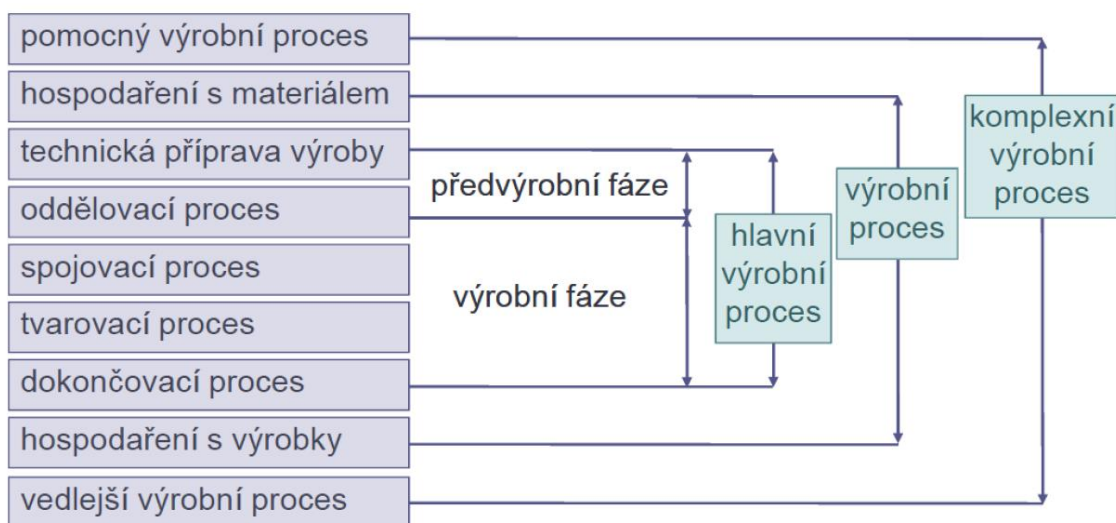 pomocný výrobní proces
hospodaření s materiálem
technická příprava výroby
oddělovací proces
spojovací proces
tvarovací proces
dokončovací proces
hospodaření s výrobky
vedlejší výrobní proces
předvýrobní fáze
výrobní fáze
hlavní
výrobní
proces
výrobní
proces
komplexní
výrobní
proces